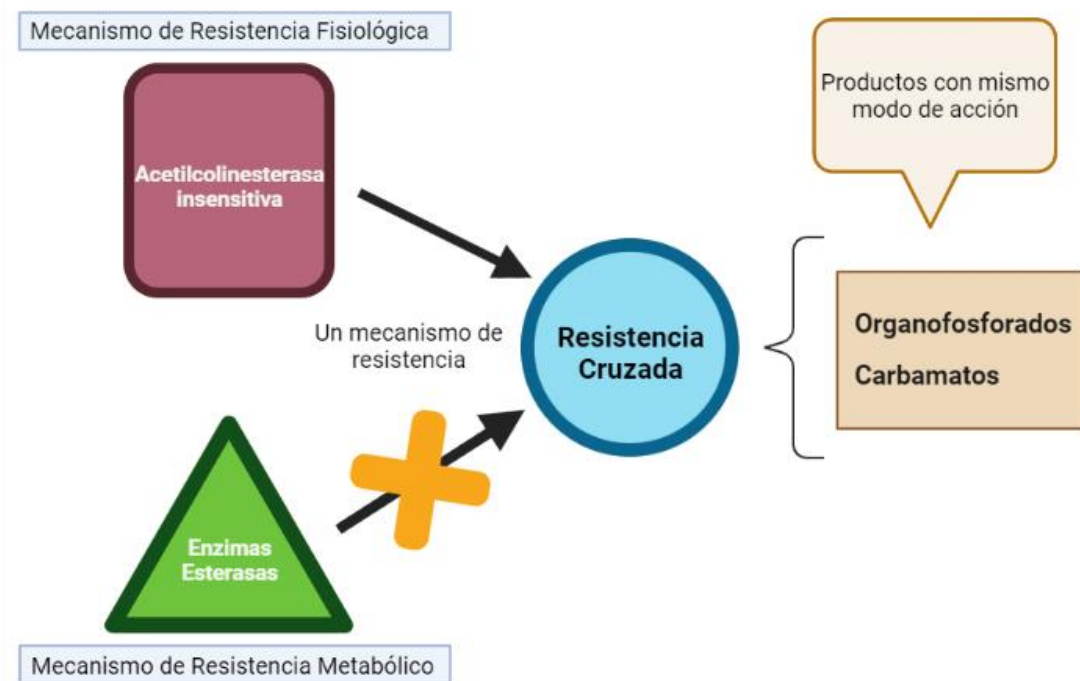 Mecanismo de Resistencia Fisiológica
Acetilcolinesterasa
insensitiva
Productos con mismo
modo de acción
Un mecanismo de
resistencia
Resistencia
Cruzada
Organofosforados
Carbamatos
Enzimas
Esterasas
Mecanismo de Resistencia Metabólico